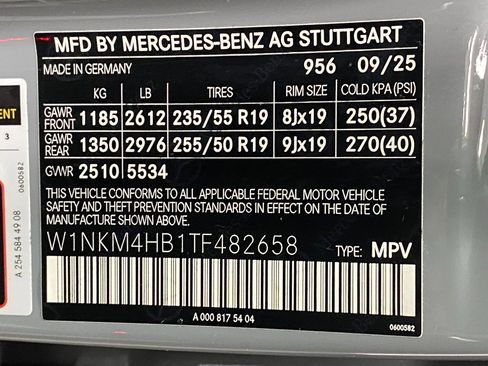 MFD BY MERCEDES-BENZ AG STUTTGART
MADE IN GERMANY 956 09/25
KG LB TIRES RIM SIZE COLD KPA (PSI)
GAWR FRONT 1185 2612 235/55 R19 8Jx19 250(37)
GAWR REAR 1350 2976 255/50 R19 9Jx19 270(40)
GVWR 2510 5534
THIS VEHICLE CONFORMS TO ALL APPLICABLE FEDERAL MOTOR VEHICLE
SAFETY AND THEFT PREVENTION STANDARDS IN EFFECT ON THE DATE OF
MANUFACTURE SHOWN ABOVE.
W1NKM4HB1TF482658 TYPE: MPV
A 000 817 54 04
0600582
3
0600582
A 254 584 49 08